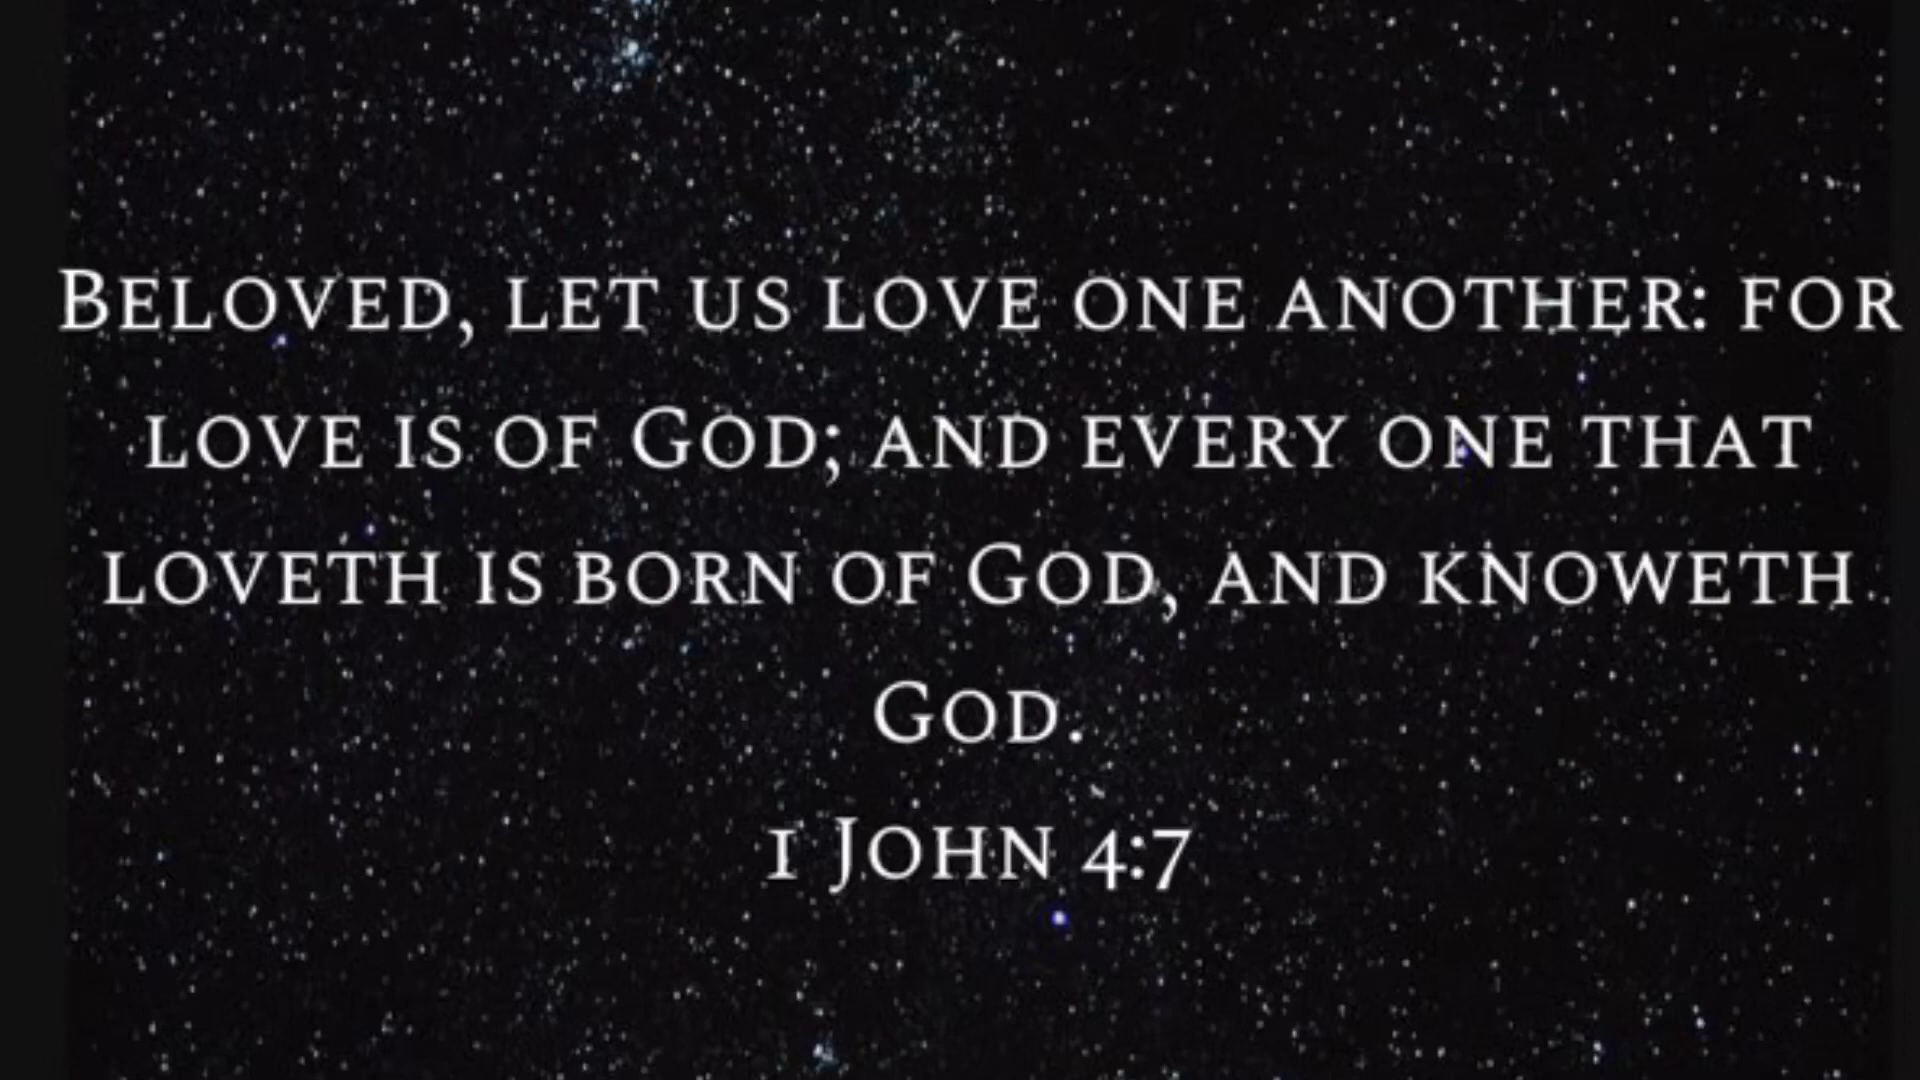 Beloved, let us love one another: for
love is of God; and every one that
loveth is born of God, and knoweth
God.
1 John 4:7